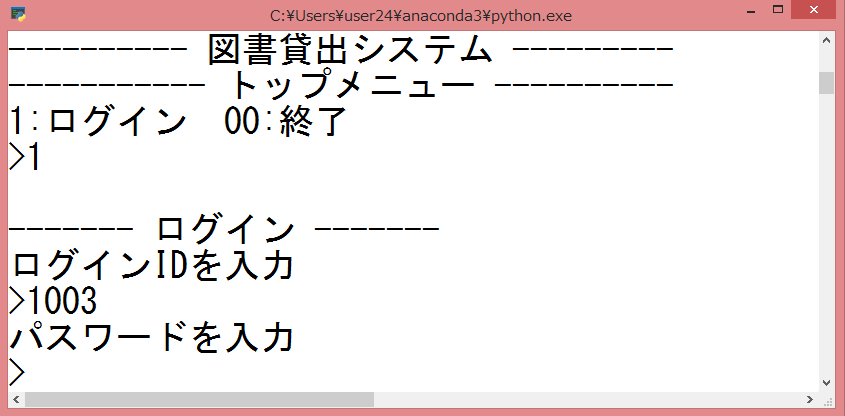 C:¥Users¥user24¥anaconda3¥python.exe
---------- 図書貸出システム ---------
----------- トップメニュー ----------
1:ログイン　00:終了
>1
------- ログイン -------
ログインIDを入力
>1003
パスワードを入力
>